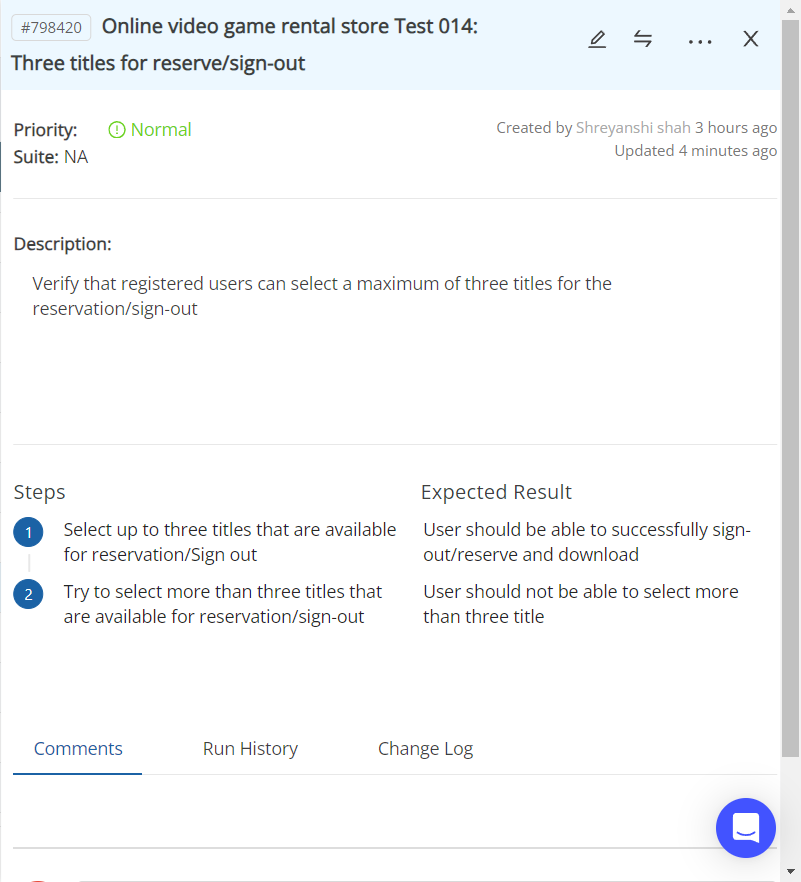 #798420 Online video game rental store Test 014:
Three titles for reserve/sign-out
Priority: Normal
Suite: NA
Created by Shreyanshi shah 3 hours ago
Updated 4 minutes ago
Description:
Verify that registered users can select a maximum of three titles for the
reservation/sign-out
Steps
Expected Result
1 Select up to three titles that are available
for reservation/Sign out
User should be able to successfully sign-
out/reserve and download
2 Try to select more than three titles that
are available for reservation/sign-out
User should not be able to select more
than three title
Comments Run History Change Log